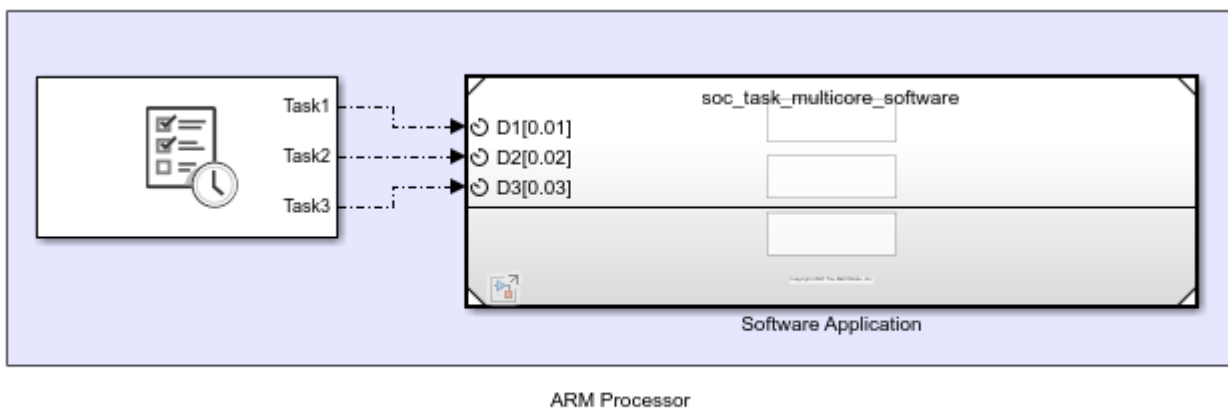 Task1
Task2
Task3
soc_task_multicore_software
D1[0.01]
D2[0.02]
D3[0.03]
Software Application
ARM Processor